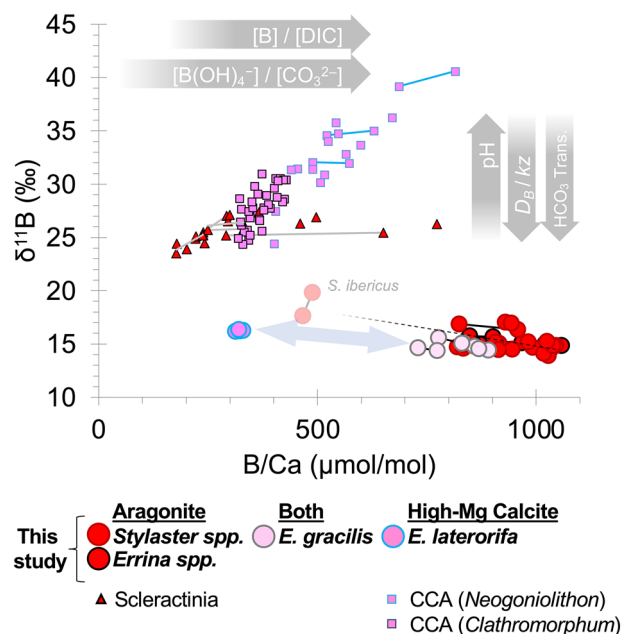 [B] / [DIC]
[B(OH)₄⁻] / [CO₃²⁻]
pH
D_B / kz
HCO₃ Trans.
δ¹¹B (‰)
45
40
35
30
25
20
15
10
S. ibericus
0
500
1000
B/Ca (μmol/mol)
This study
Aragonite
Stylaster spp.
Errina spp.
Both
E. gracilis
High-Mg Calcite
E. laterorifa
Scleractinia
CCA (Neogoniolithon)
CCA (Clathromorphum)